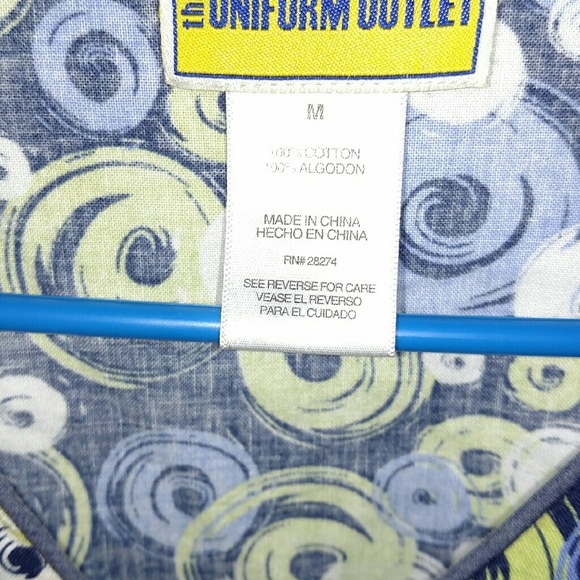 the UNIFORM OUTLET
M
100% COTTON
100% ALGODON
MADE IN CHINA
HECHO EN CHINA
RN# 28274
SEE REVERSE FOR CARE
VEASE EL REVERSO
PARA EL CUIDADO